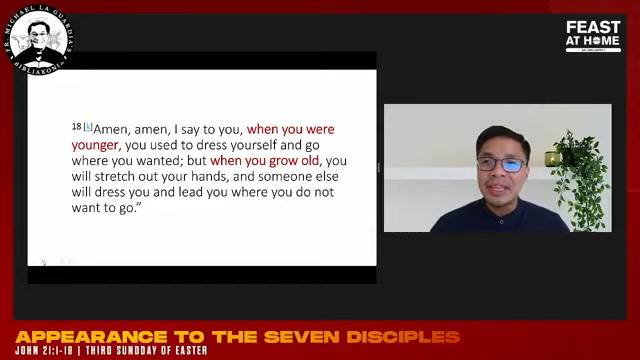 FR. MICHAEL LA GUARDIA'S
BIBLIAKONIA
FEAST
AT HOME
18 [k]Amen, amen, I say to you, when you were
younger, you used to dress yourself and go
where you wanted; but when you grow old, you
will stretch out your hands, and someone else
will dress you and lead you where you do not
want to go.”
APPEARANCE TO THE SEVEN DISCIPLES
JOHN 21:1-18 | THIRD SUNDDAY OF EASTER